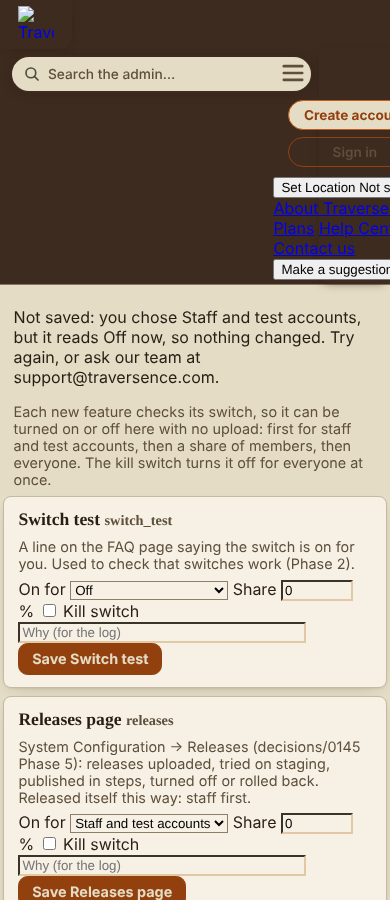 Search the admin...
Create
Sign in
Set Location Not
About
Plans Help
Contact us
Make a suggestion
Not saved: you chose Staff and test accounts,
but it reads Off now, so nothing changed. Try
again, or ask our team at
support@traversence.com.
Each new feature checks its switch, so it can be
turned on or off here with no upload: first for staff
and test accounts, then a share of members, then
everyone. The kill switch turns it off for everyone at
once.
Switch test switch_test
A line on the FAQ page saying the switch is on for
you. Used to check that switches work (Phase 2).
On for Off Share 0
% Kill switch
Why (for the log)
Save Switch test
Releases page releases
System Configuration → Releases (decisions/0145
Phase 5): releases uploaded, tried on staging,
published in steps, turned off or rolled back.
Released itself this way: staff first.
On for Staff and test accounts Share 0
% Kill switch
Why (for the log)
Save Releases page